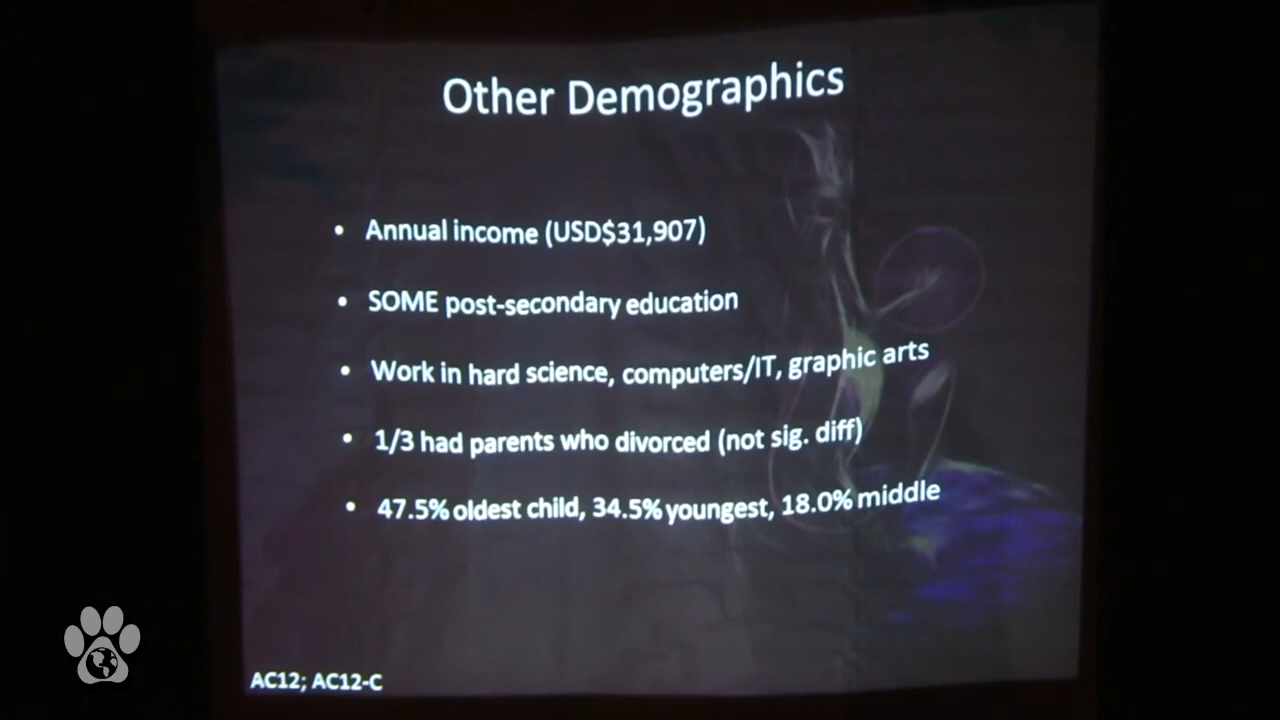 Other Demographics
• Annual income (USD$31,907)
• SOME post-secondary education
• Work in hard science, computers/IT, graphic arts
• 1/3 had parents who divorced (not sig. diff)
• 47.5% oldest child, 34.5% youngest, 18.0% middle
AC12; AC12-C